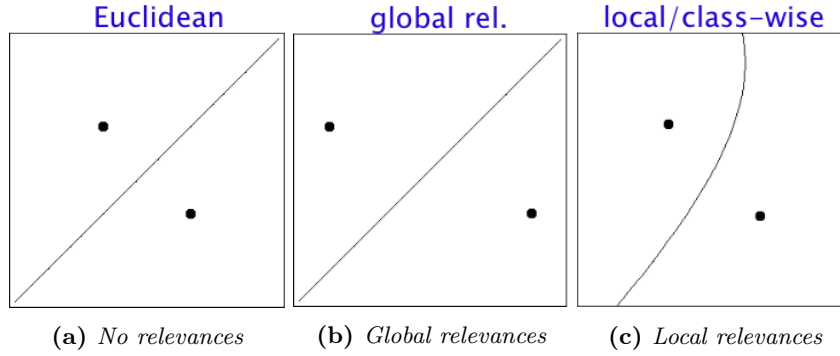 Euclidean
global rel.
local/class-wise
(a) No relevances
(b) Global relevances
(c) Local relevances